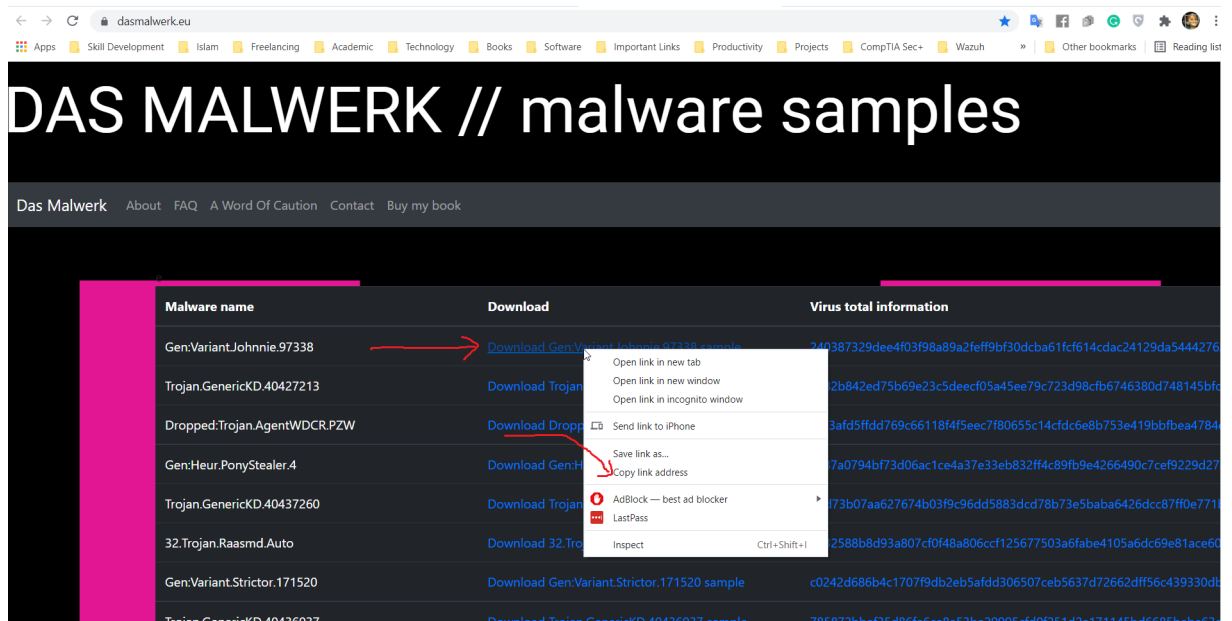 dasmalwerk.eu
Apps Skill Development Islam Freelancing Academic Technology Books Software Important Links Productivity Projects CompTIA Sec+ Wazuh » Other bookmarks Reading list
DAS MALWERK // malware samples
Das Malwerk About FAQ A Word Of Caution Contact Buy my book
Malware name Download Virus total information
Gen:Variant.Johnnie.97338 Download Gen:Variant.Johnnie.97338 sample
Open link in new tab
Trojan.GenericKD.40427213 Download Trojan
Open link in new window
Open link in incognito window
Dropped:Trojan.AgentWDCR.PZW Download Dropp
Send link to iPhone
Save link as...
Gen:Heur.PonyStealer.4 Download Gen:H
Copy link address
Trojan.GenericKD.40437260 Download Trojan
AdBlock — best ad blocker
LastPass
32.Trojan.Raasmd.Auto Download 32.Tro
Inspect Ctrl+Shift+I
Gen:Variant.Strictor.171520 Download Gen:Variant.Strictor.171520 sample